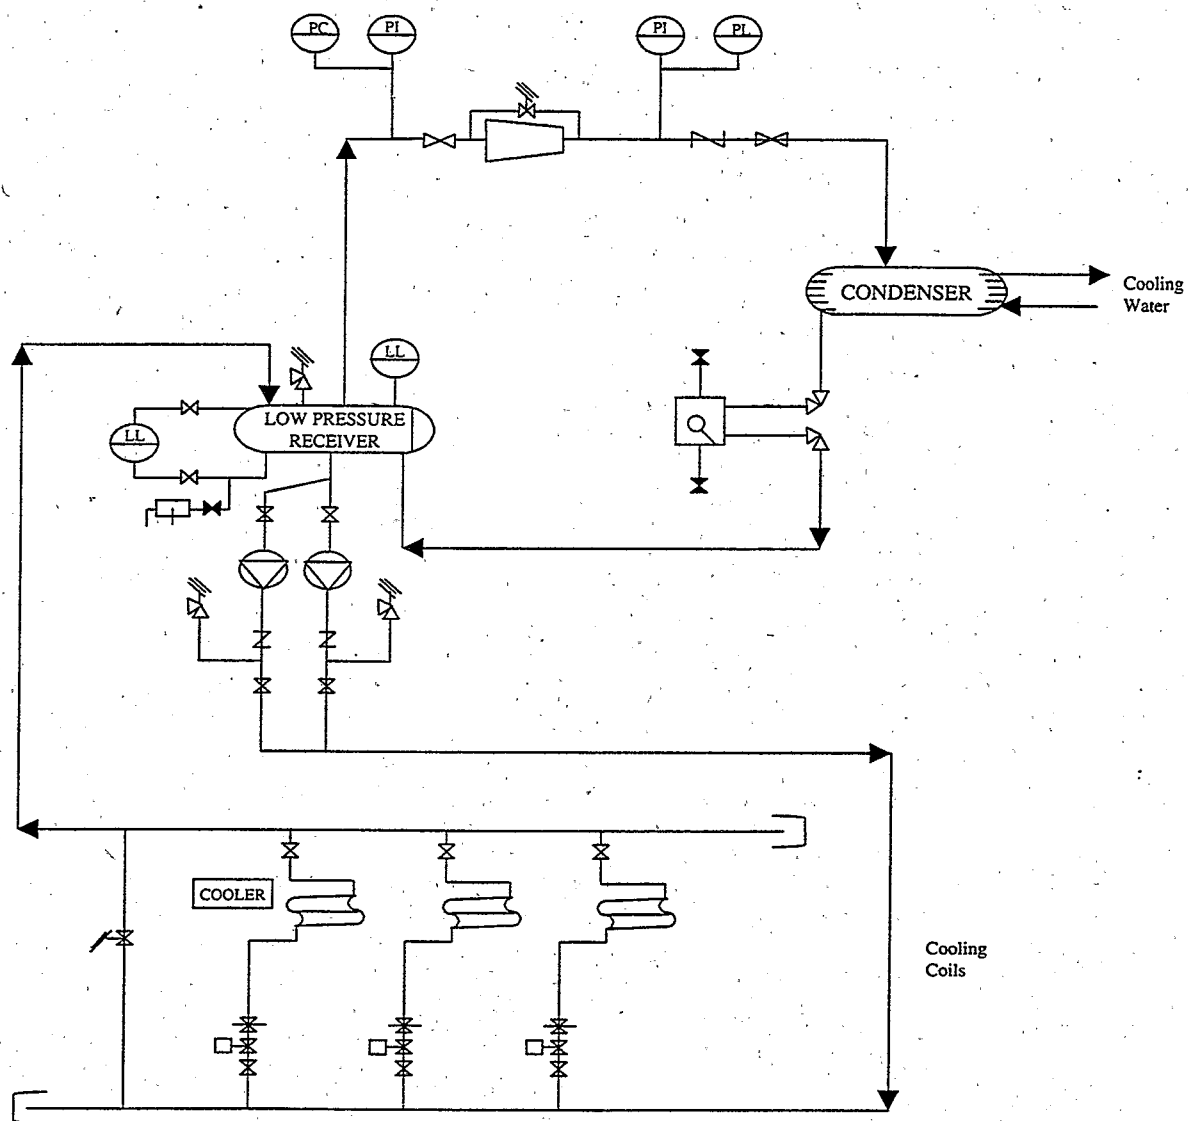 PC
PI
PI
PL
CONDENSER
Cooling
Water
LL
LOW PRESSURE
RECEIVER
LL
COOLER
Cooling
Coils